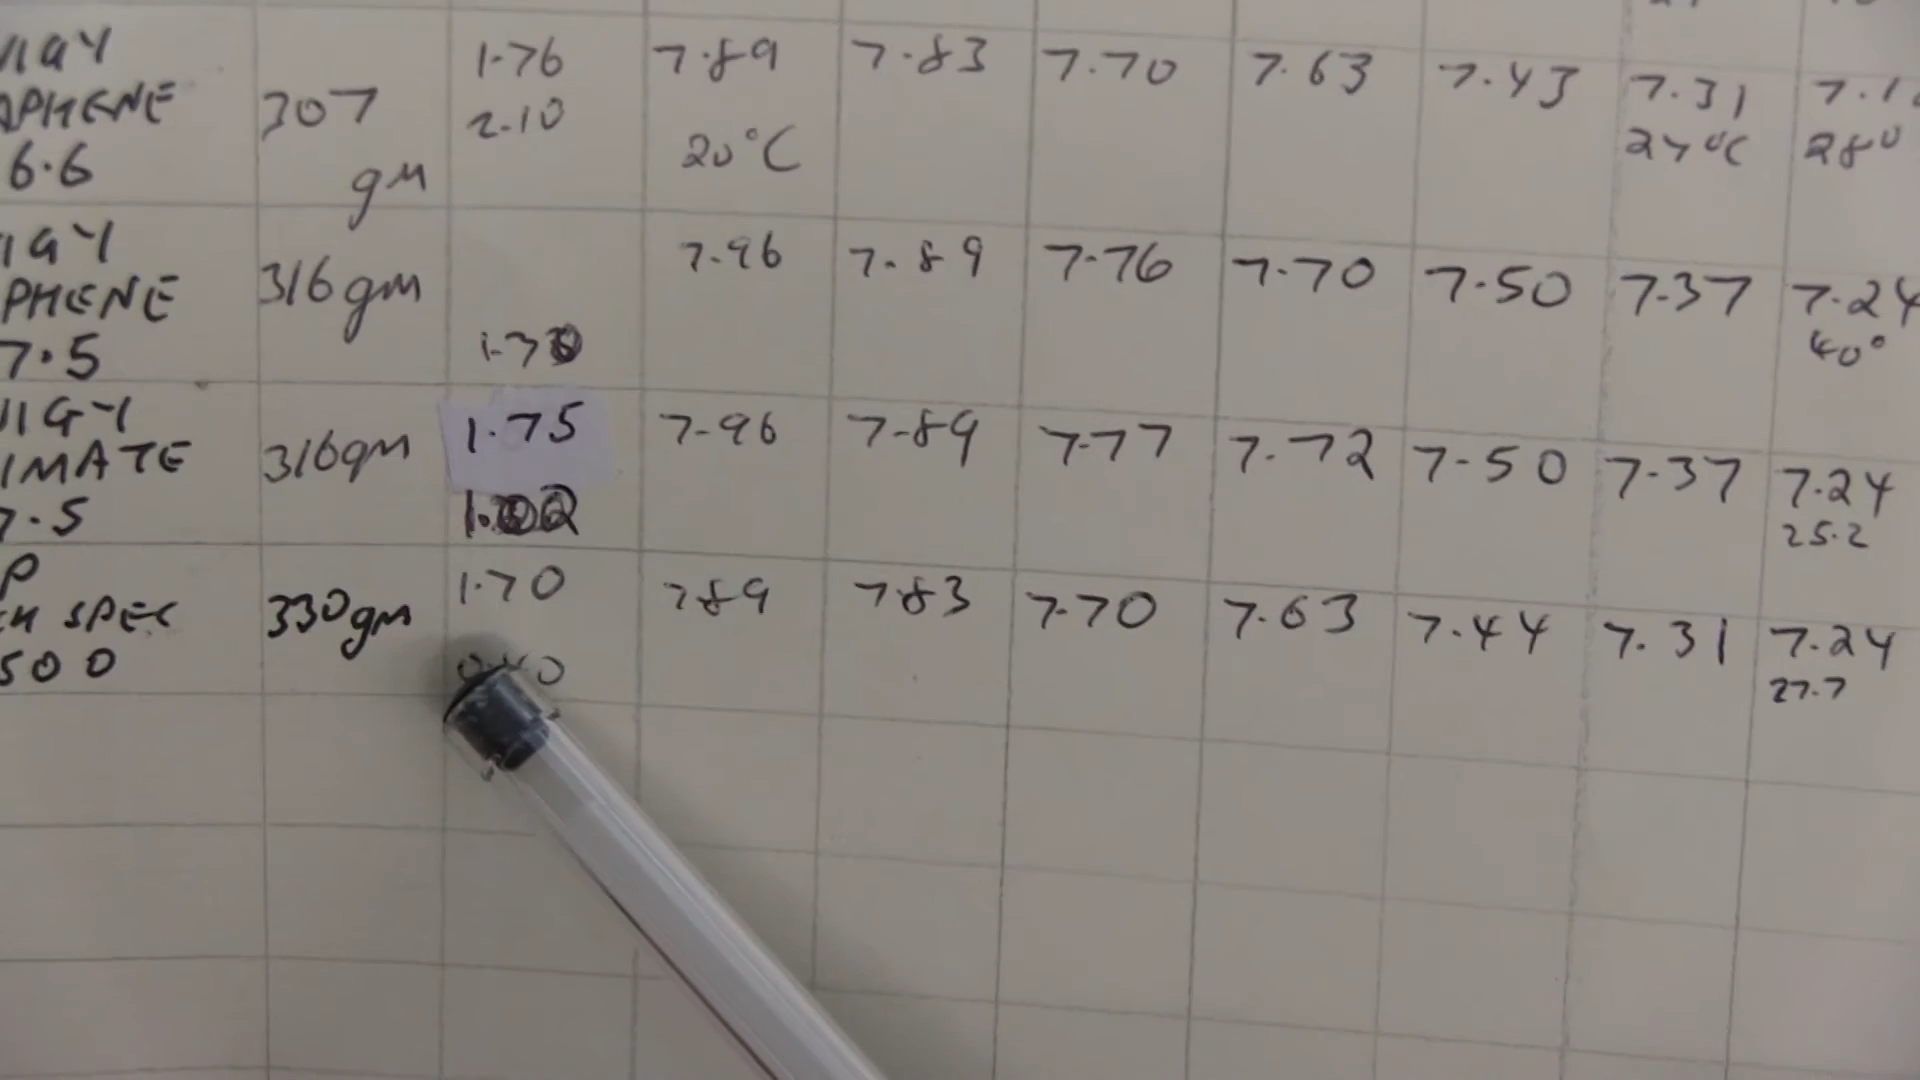 1.76 7.89 7.83 7.70 7.63 7.43 7.31
APHENE 307 2.10 20°C 28°
6.6 gm
PHENE 316gm 7.96 7.89 7.76 7.70 7.50 7.37 7.24
7.5 40°
IMATE 316gm 1.75 7.96 7.89 7.77 7.72 7.50 7.37 7.24
7.5 25.2
P
SPEC 330gm 1.70 789 7.83 7.70 7.63 7.44 7.31 7.24
500 27.7